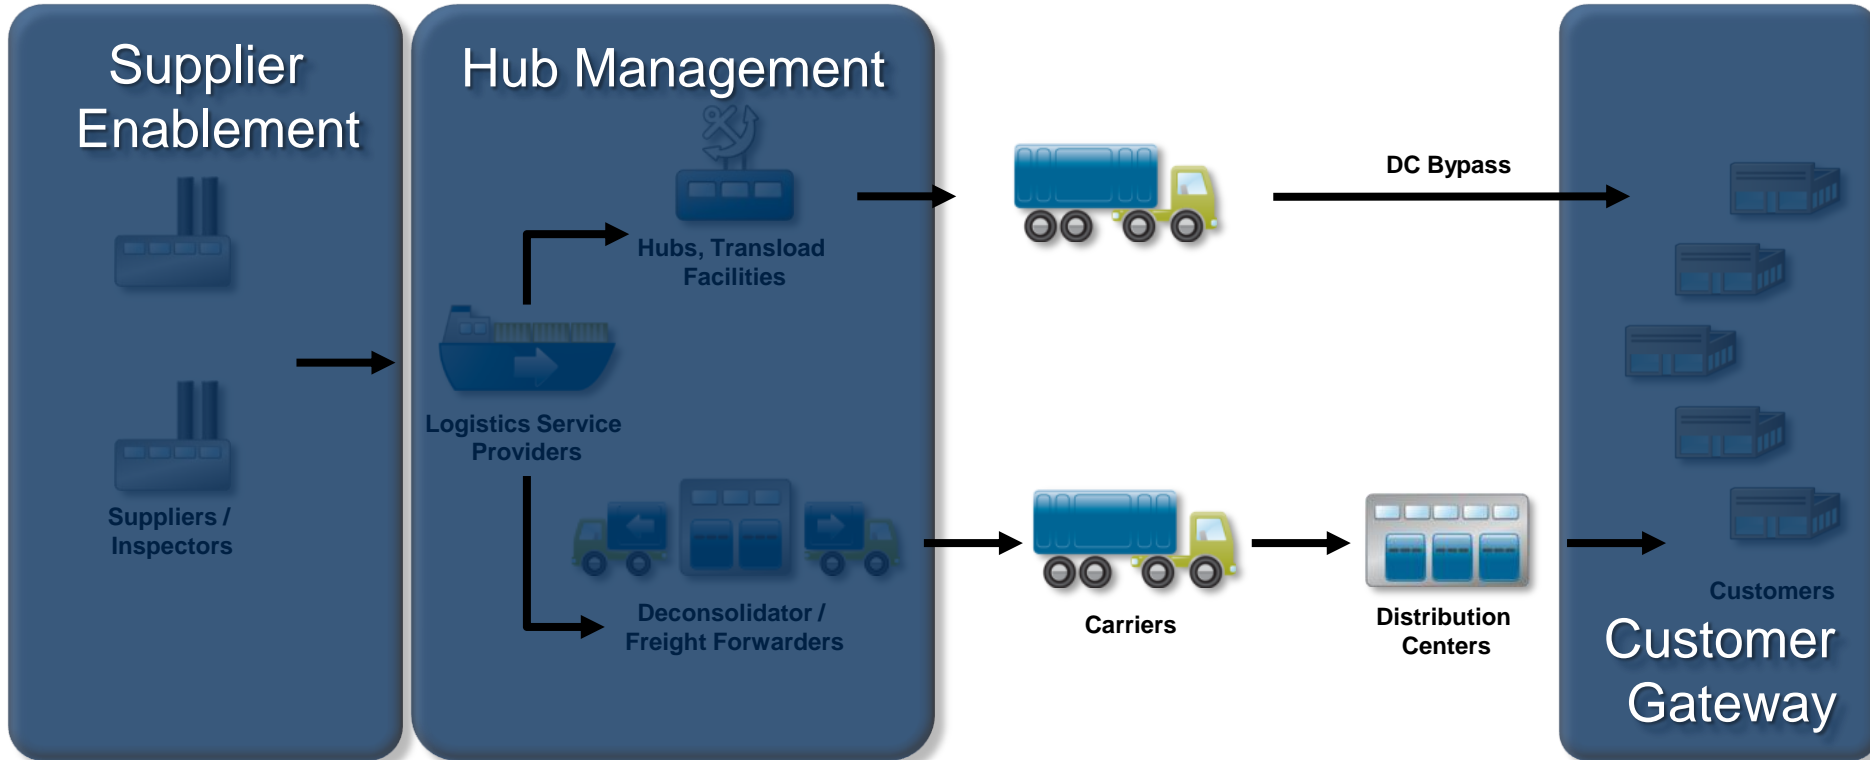 Supplier
Enablement
Suppliers /
Inspectors
Hub Management
Hubs, Transload
Facilities
Logistics Service
Providers
Deconsolidator /
Freight Forwarders
DC Bypass
Carriers
Distribution
Centers
Customers
Customer
Gateway